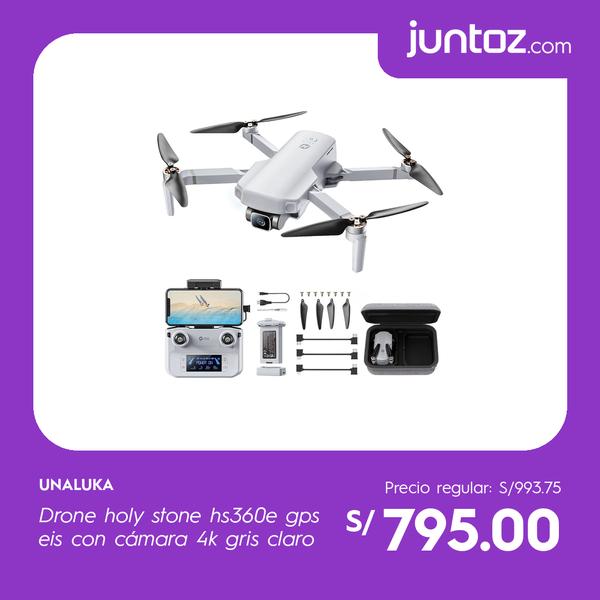 juntoz.com
UNALUKA
Drone holy stone hs360e gps
eis con cámara 4k gris claro
Precio regular: S/993.75
S/795.00